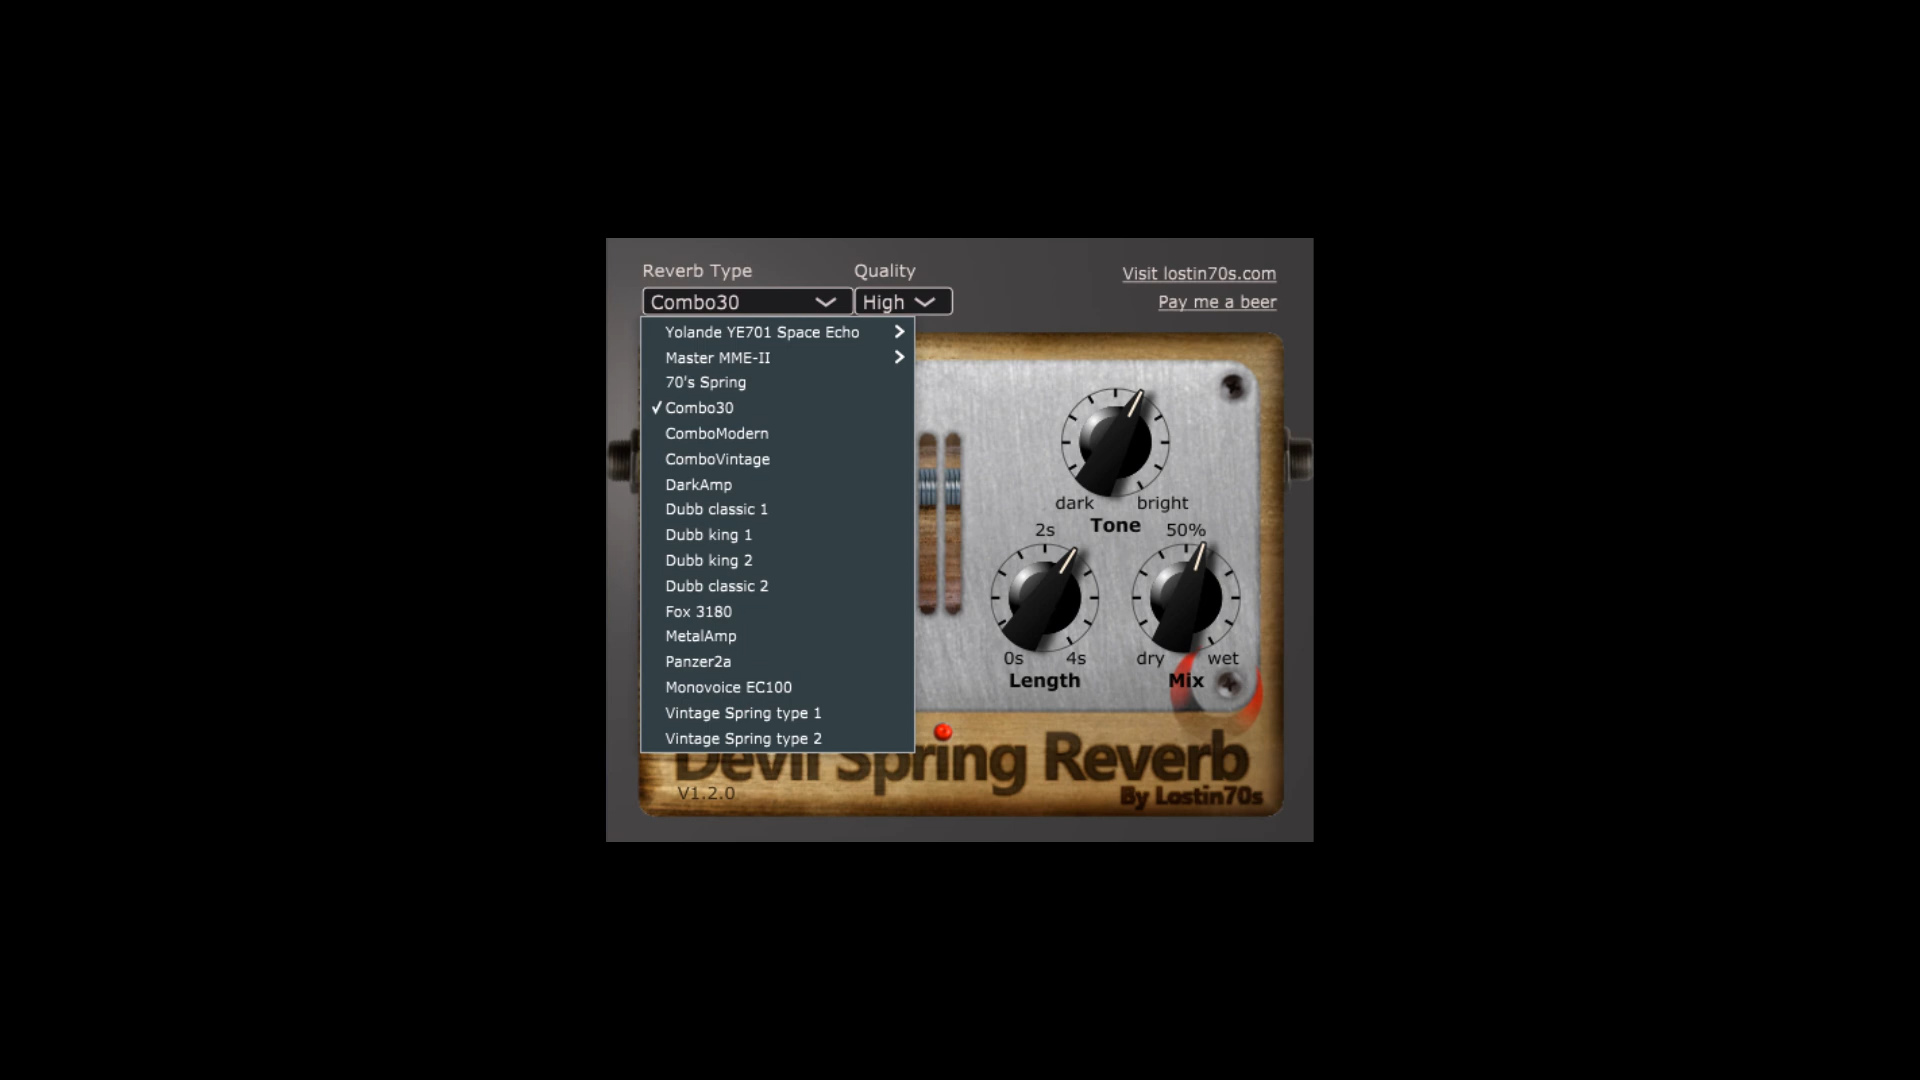 Reverb Type
Quality
Visit lostin70s.com
Combo30
High
Pay me a beer
Yolande YE701 Space Echo
Master MME-II
70's Spring
Combo30
ComboModern
ComboVintage
DarkAmp
Dubb classic 1
Dubb king 1
Dubb king 2
Dubb classic 2
Fox 3180
MetalAmp
Panzer2a
Monovoice EC100
Vintage Spring type 1
Vintage Spring type 2
dark
bright
Tone
2s
50%
0s
4s
dry
wet
Length
Mix
Devil Spring Reverb
V1.2.0
By Lostin70s